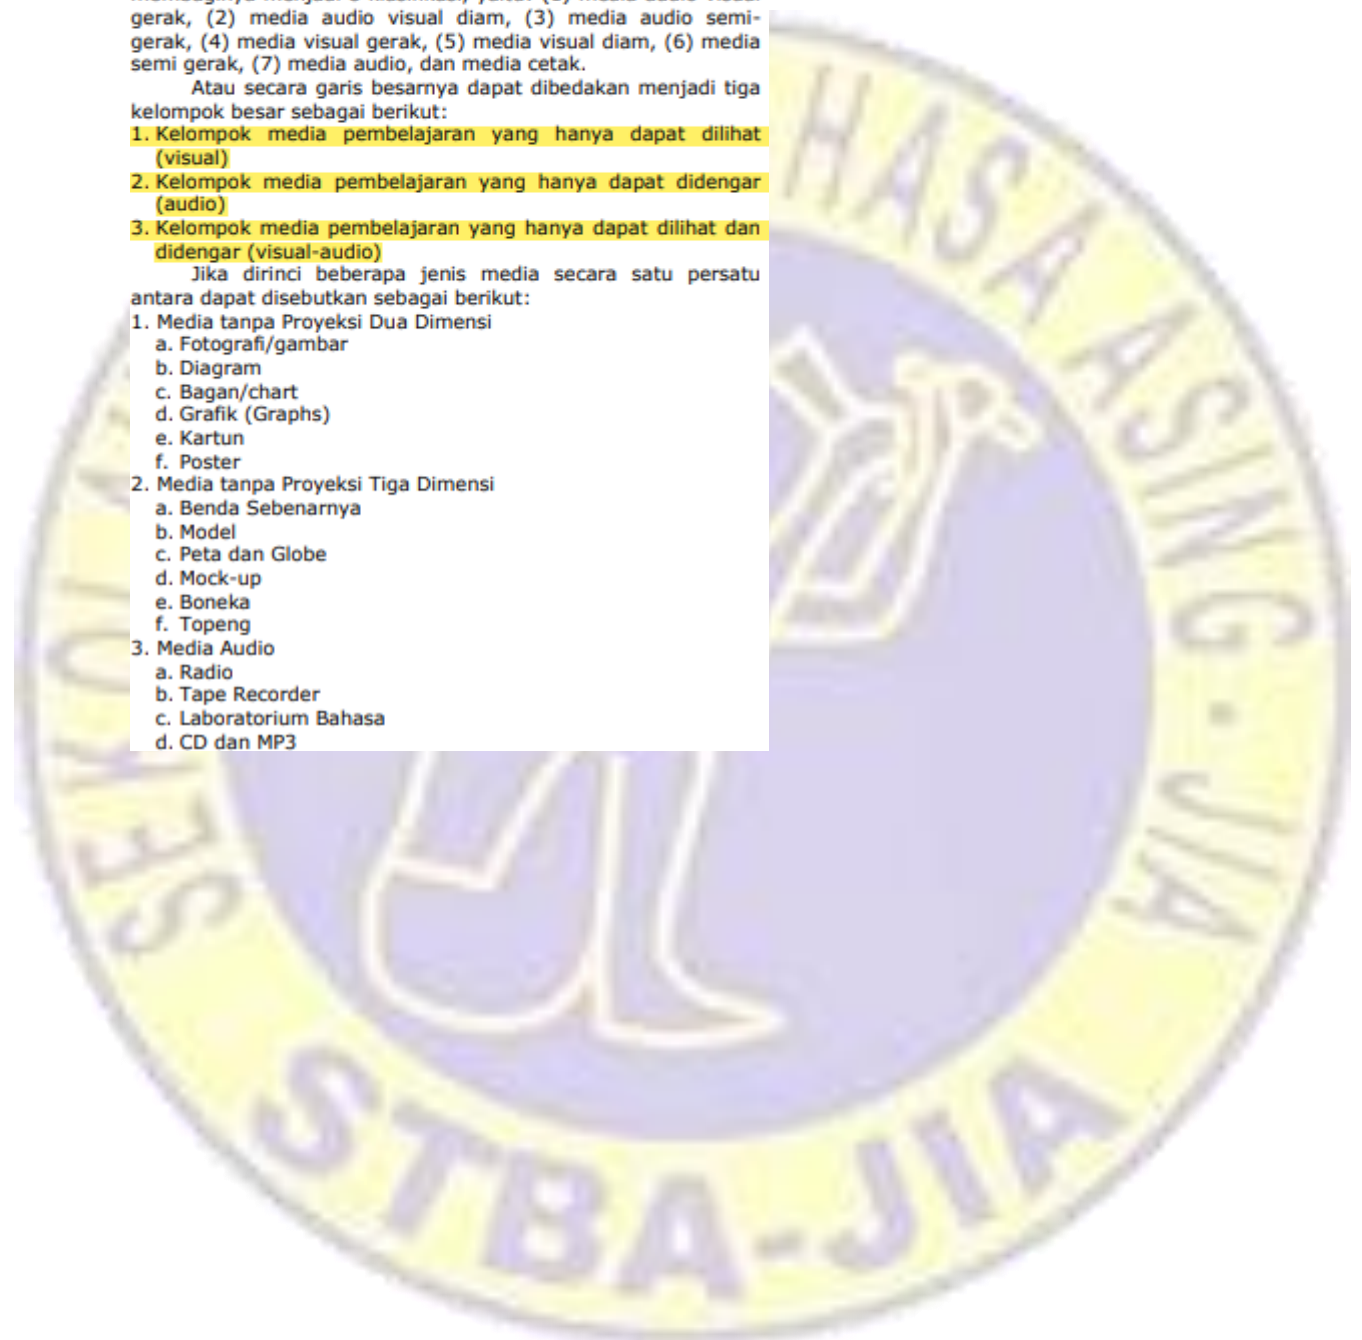 gerak, (2) media audio visual diam, (3) media audio semi-
gerak, (4) media visual gerak, (5) media visual diam, (6) media
semi gerak, (7) media audio, dan media cetak.
Atau secara garis besarnya dapat dibedakan menjadi tiga
kelompok besar sebagai berikut:
1. Kelompok media pembelajaran yang hanya dapat dilihat
(visual)
2. Kelompok media pembelajaran yang hanya dapat didengar
(audio)
3. Kelompok media pembelajaran yang hanya dapat dilihat dan
didengar (visual-audio)
Jika dirinci beberapa jenis media secara satu persatu
antara dapat disebutkan sebagai berikut:
1. Media tanpa Proyeksi Dua Dimensi
a. Fotografi/gambar
b. Diagram
c. Bagan/chart
d. Grafik (Graphs)
e. Kartun
f. Poster
2. Media tanpa Proyeksi Tiga Dimensi
a. Benda Sebenarnya
b. Model
c. Peta dan Globe
d. Mock-up
e. Boneka
f. Topeng
3. Media Audio
a. Radio
b. Tape Recorder
c. Laboratorium Bahasa
d. CD dan MP3
HASA ASING - JIA
STBA-JIA